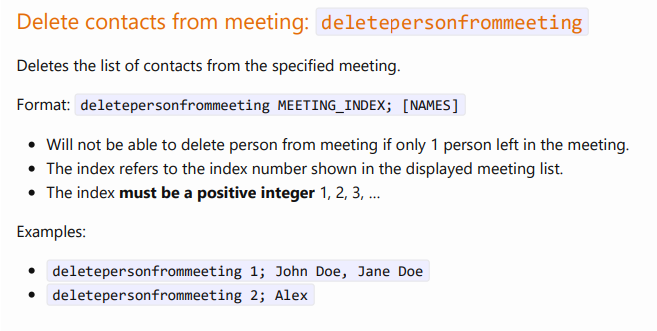 Delete contacts from meeting: deletepersonfrommeeting
Deletes the list of contacts from the specified meeting.
Format: deletepersonfrommeeting MEETING_INDEX; [NAMES]
• Will not be able to delete person from meeting if only 1 person left in the meeting.
• The index refers to the index number shown in the displayed meeting list.
• The index must be a positive integer 1, 2, 3, …
Examples:
• deletepersonfrommeeting 1; John Doe, Jane Doe
• deletepersonfrommeeting 2; Alex